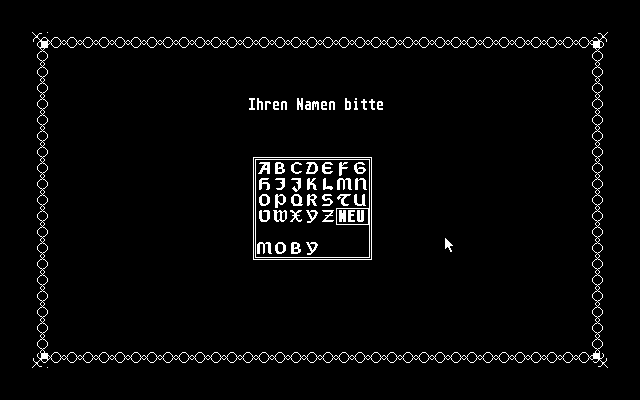 Ihren Namen bitte
A B C D E F G
H I J K L M N
O P Q R S T U
V W X Y Z NEU
MOBY